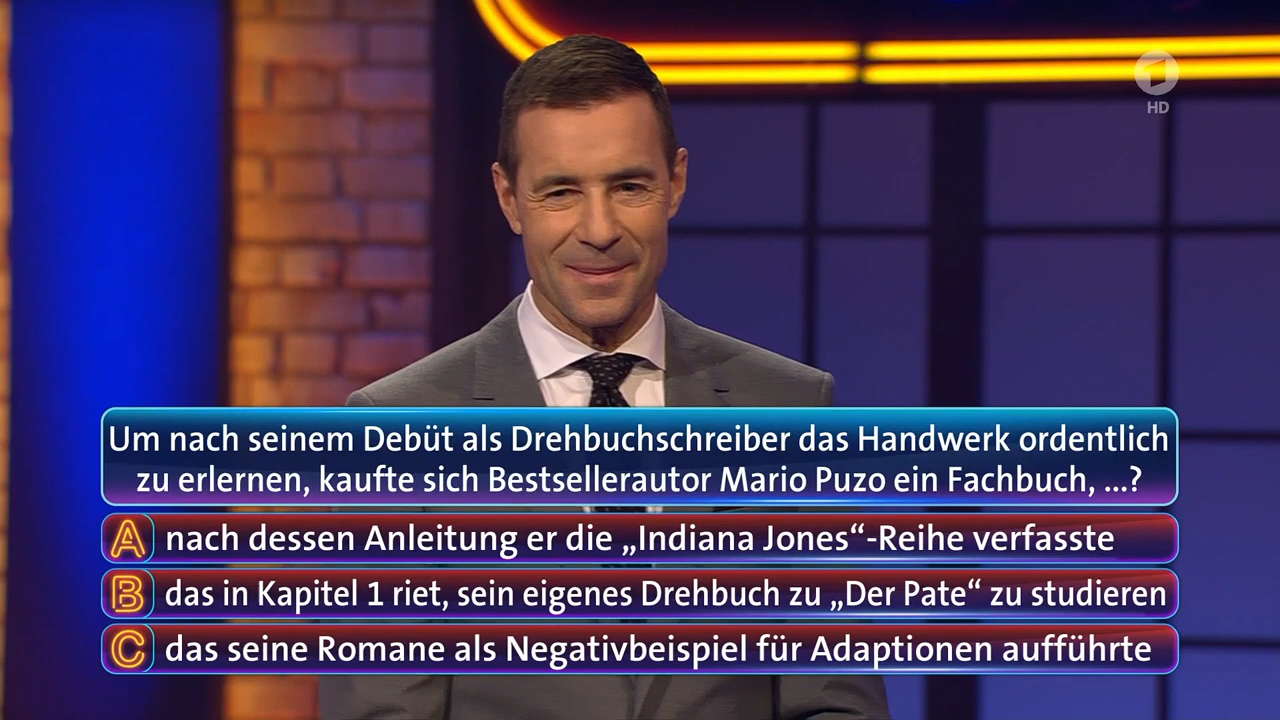 HD
Um nach seinem Debüt als Drehbuchschreiber das Handwerk ordentlich
zu erlernen, kaufte sich Bestsellerautor Mario Puzo ein Fachbuch, ...?
A nach dessen Anleitung er die „Indiana Jones“-Reihe verfasste
B das in Kapitel 1 riet, sein eigenes Drehbuch zu „Der Pate“ zu studieren
C das seine Romane als Negativbeispiel für Adaptionen aufführte